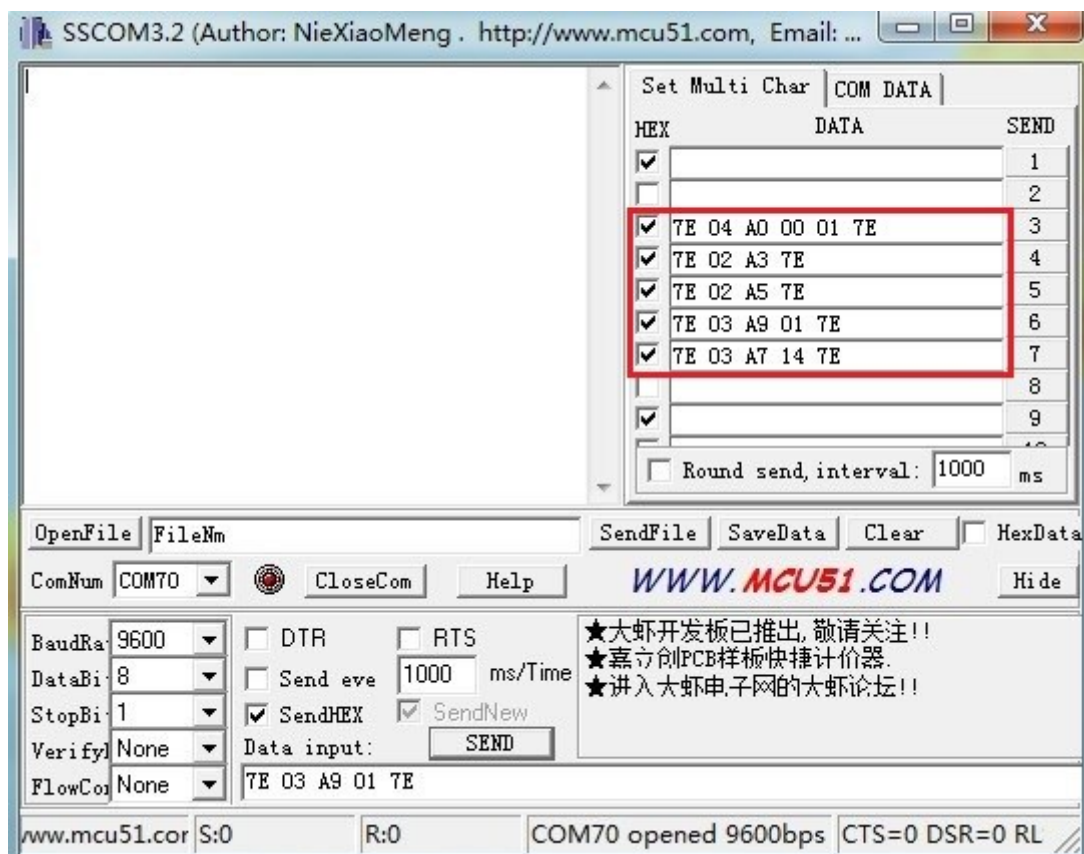 SSCOM3.2 (Author: NieXiaoMeng .  http://www.mcu51.com,  Email: ...
Set Multi Char
COM DATA
HEX DATA SEND
1
2
7E 04 A0 00 01 7E 3
7E 02 A3 7E 4
7E 02 A5 7E 5
7E 03 A9 01 7E 6
7E 03 A7 14 7E 7
8
9
Round send, interval: 1000 ms
OpenFile FileNm SendFile SaveData Clear HexData
ComNum COM70 CloseCom Help WWW.MCU51.COM Hide
BaudRa 9600 DTR RTS
DataBi 8 Send eve 1000 ms/Time
StopBi 1 SendHEX SendNew
Verify None Data input: SEND
FlowCo None 7E 03 A9 01 7E
★大虾开发板已推出, 敬请关注!!
★嘉立创PCB样板快捷计价器.
★进入大虾电子网的大虾论坛!!
www.mcu51.cor S:0 R:0 COM70 opened 9600bps CTS=0 DSR=0 RL